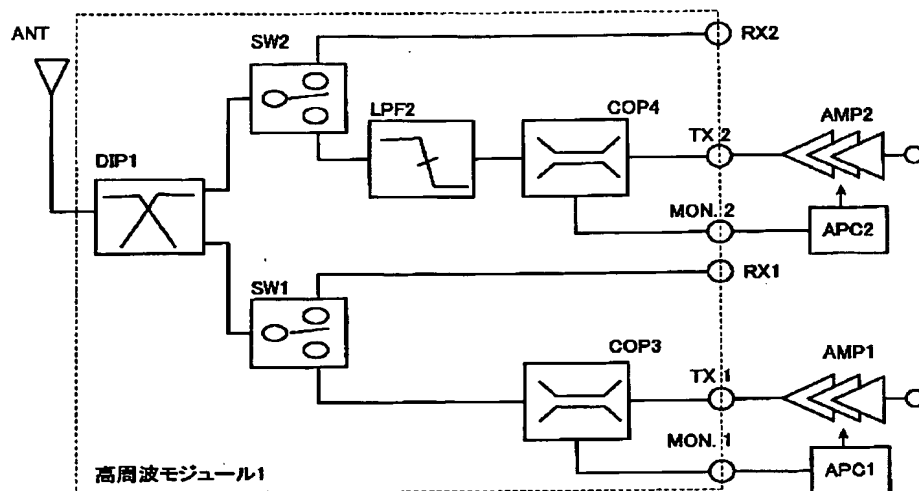 ANT
SW2
RX2
LPF2
COP4
AMP2
DIP1
TX.2
MON. 2
APC2
RX1
SW1
COP3
TX.1
AMP1
MON. 1
APC1
高周波モジュール1